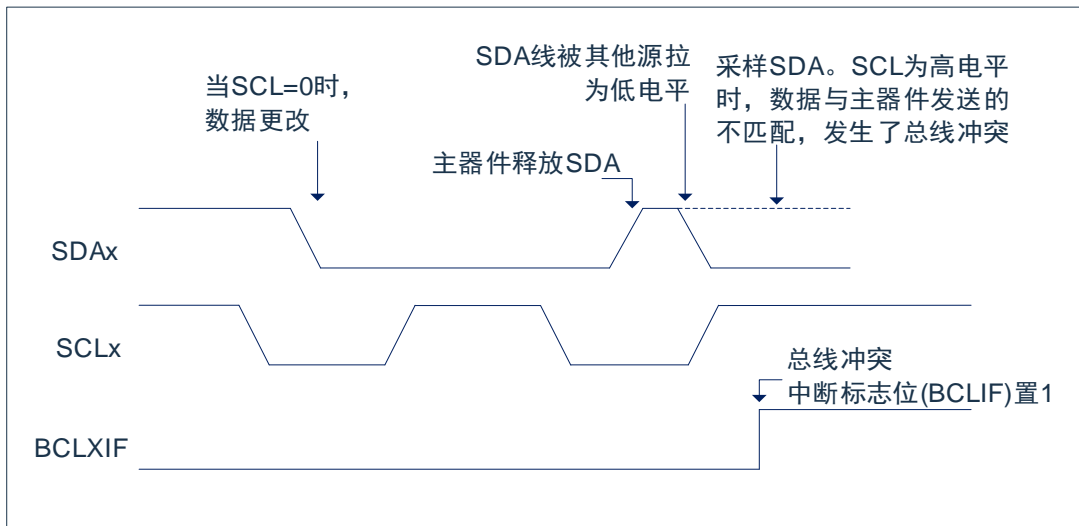 当SCL=0时，
数据更改
SDA线被其他源拉
为低电平
采样SDA。SCL为高电平
时，数据与主器件发送的
不匹配，发生了总线冲突
主器件释放SDA
SDAx
SCLx
总线冲突
中断标志位(BCLIF)置1
BCLXIF